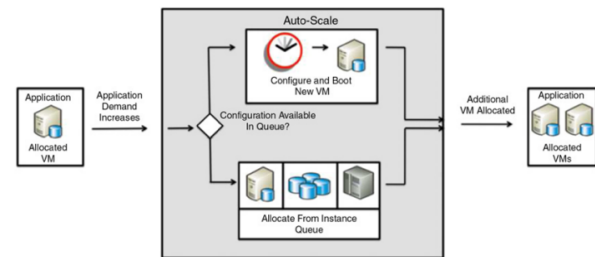 Auto-Scale
Configure and Boot
New VM
Application
Allocated
VM
Application
Demand
Increases
Configuration Available
In Queue?
Allocate From Instance
Queue
Additional
VM Allocated
Application
Allocated
VMs